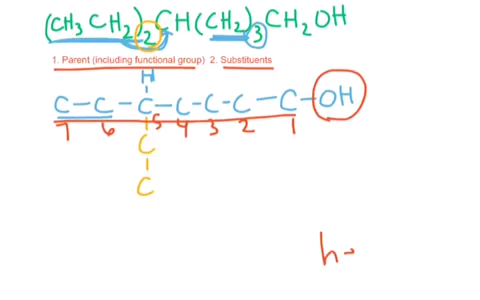 (CH3CH2)2CH(CH2)3CH2OH
1. Parent (including functional group) 2. Substituents
H
C-C-C-C-C-C-C-OH
7 6 5 4 3 2 1
C
C
h-